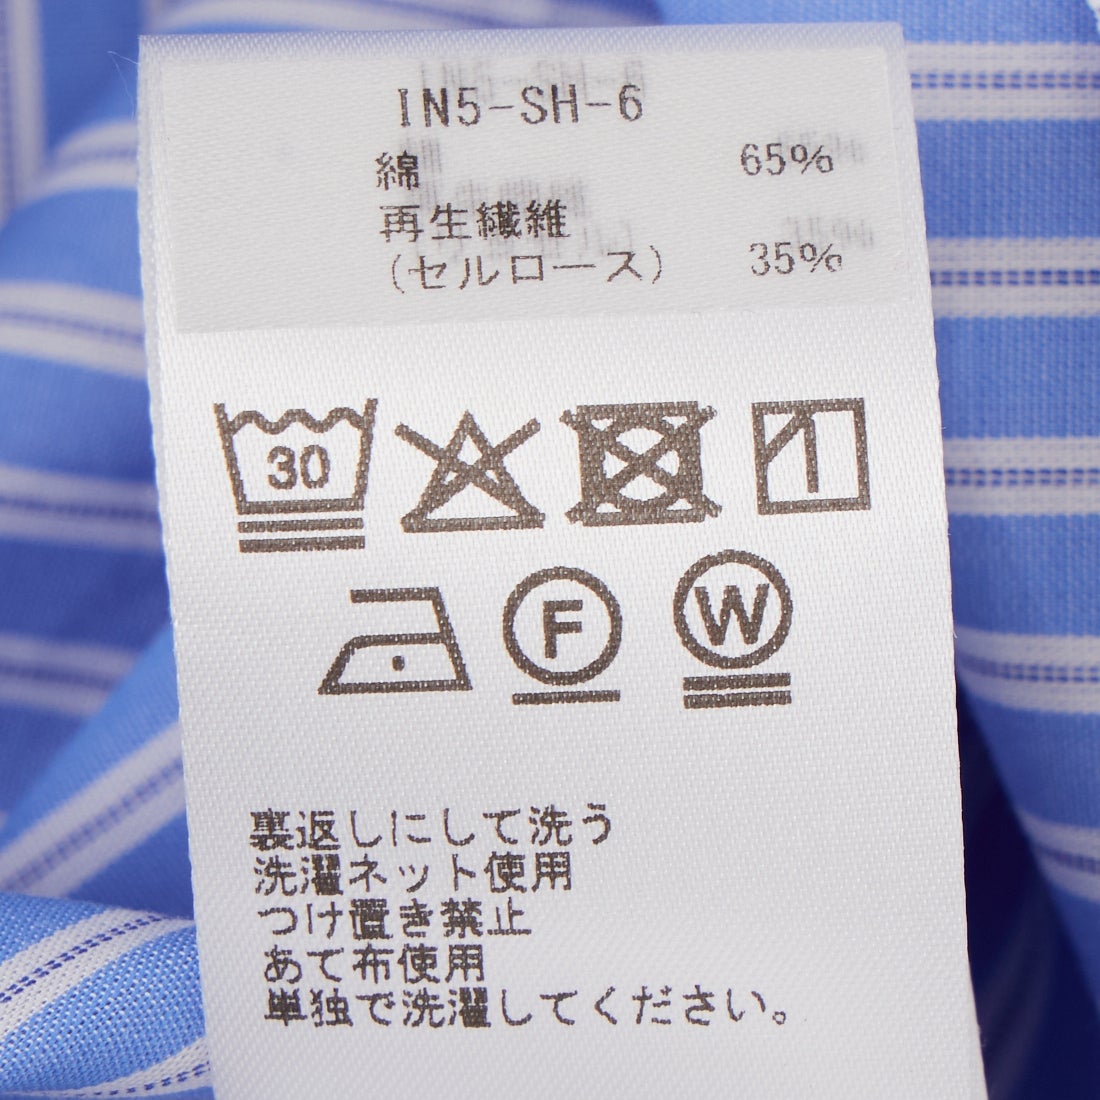 IN5-SH-6
綿 65%
再生繊維
(セルロース) 35%
30
F
W
裏返しにして洗う
洗濯ネット使用
つけ置き禁止
あて布使用
単独で洗濯してください。